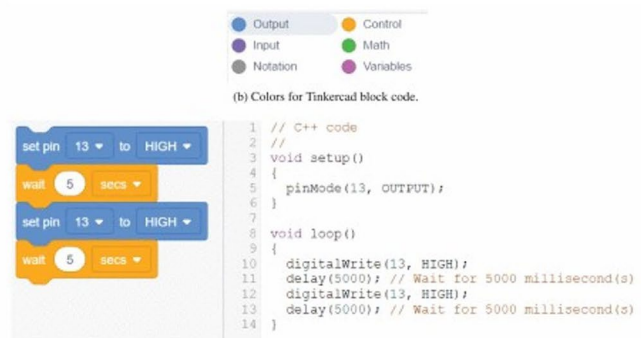 Output Control
Input Math
Notation Variables
(b) Colors for Tinkercad block code.
set pin 13 to HIGH
wait 5 secs
set pin 13 to HIGH
wait 5 secs
1 // C++ code
2 //
3 void setup()
4 {
5 pinMode(13, OUTPUT);
6 }
7
8 void loop()
9 {
10 digitalWrite(13, HIGH);
11 delay(5000); // Wait for 5000 millisecond(s)
12 digitalWrite(13, HIGH);
13 delay(5000); // Wait for 5000 millisecond(s)
14 }